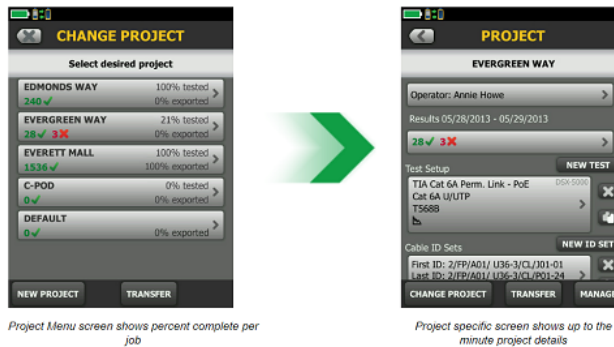 CHANGE PROJECT
Select desired project
EDMONDS WAY 100% tested
240 ✓ 0% exported
EVERGREEN WAY 21% tested
28 ✓ 3 ✗ 0% exported
EVERETT MALL 100% tested
1536 ✓ 100% exported
C-POD 0% tested
0 ✓ 0% exported
DEFAULT
0 ✓ 0% exported
NEW PROJECT TRANSFER
Project Menu screen shows percent complete per
job
PROJECT
EVERGREEN WAY
Operator: Annie Howe
Results 05/28/2013 - 05/29/2013
28 ✓ 3 ✗
Test Setup NEW TEST
TIA Cat 6A Perm. Link - PoE DSX-5000
Cat 6A U/UTP
T568B
Cable ID Sets NEW ID SET
First ID: 2/FP/A01/ U36-3/CL/J01-01
Last ID: 2/FP/A01/ U36-3/CL/P01-24
CHANGE PROJECT TRANSFER MANAGE
Project specific screen shows up to the
minute project details